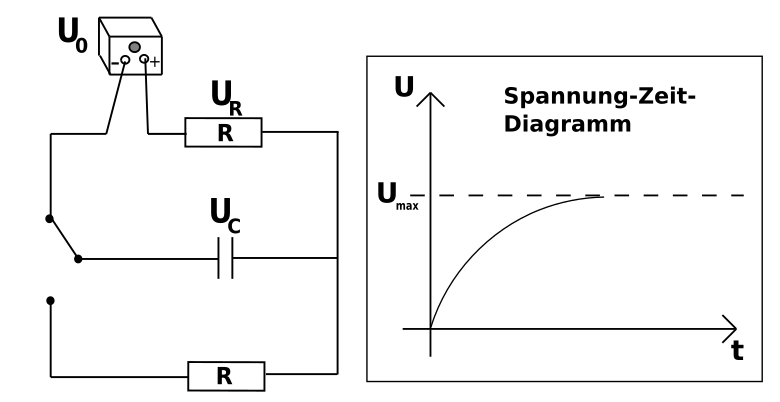 U0
- +
UR
R
UC
R
Spannung-Zeit-
Diagramm
U
Umax
t